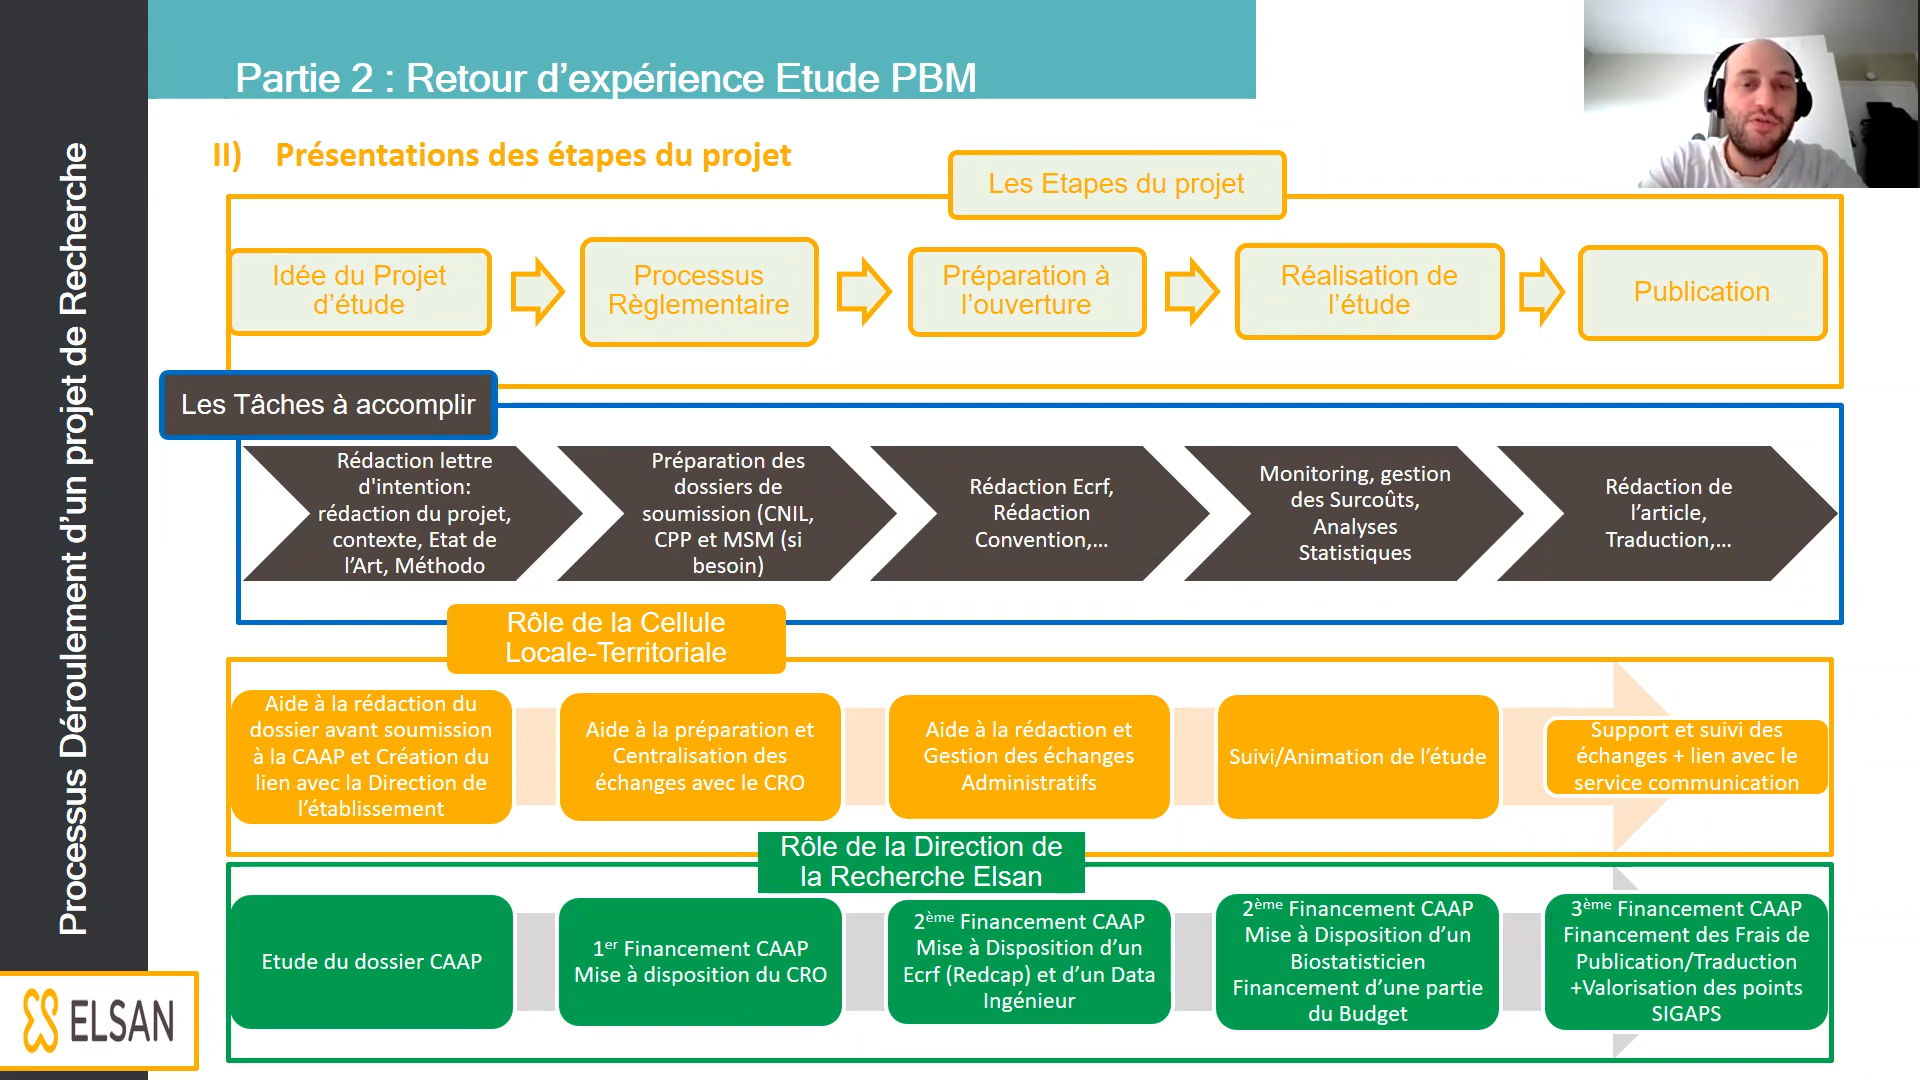 Partie 2 : Retour d’expérience Etude PBM
Processus Déroulement d’un projet de Recherche
II) Présentations des étapes du projet
Les Etapes du projet
Idée du Projet
d’étude
Processus
Règlementaire
Préparation à
l’ouverture
Réalisation de
l’étude
Publication
Les Tâches à accomplir
Rédaction lettre
d'intention:
rédaction du projet,
contexte, Etat de
l’Art, Méthodo
Préparation des
dossiers de
soumission (CNIL,
CPP et MSM (si
besoin)
Rédaction Ecrf,
Rédaction
Convention,...
Monitoring, gestion
des Surcoûts,
Analyses
Statistiques
Rédaction de
l’article,
Traduction,...
Rôle de la Cellule
Locale-Territoriale
Aide à la rédaction du
dossier avant soumission
à la CAAP et Création du
lien avec la Direction de
l’établissement
Aide à la préparation et
Centralisation des
échanges avec le CRO
Aide à la rédaction et
Gestion des échanges
Administratifs
Suivi/Animation de l’étude
Support et suivi des
échanges + lien avec le
service communication
Rôle de la Direction de
la Recherche Elsan
Etude du dossier CAAP
1er Financement CAAP
Mise à disposition du CRO
2ème Financement CAAP
Mise à Disposition d’un
Ecrf (Redcap) et d’un Data
Ingénieur
2ème Financement CAAP
Mise à Disposition d’un
Biostatisticien
Financement d’une partie
du Budget
3ème Financement CAAP
Financement des Frais de
Publication/Traduction
+Valorisation des points
SIGAPS
ELSAN